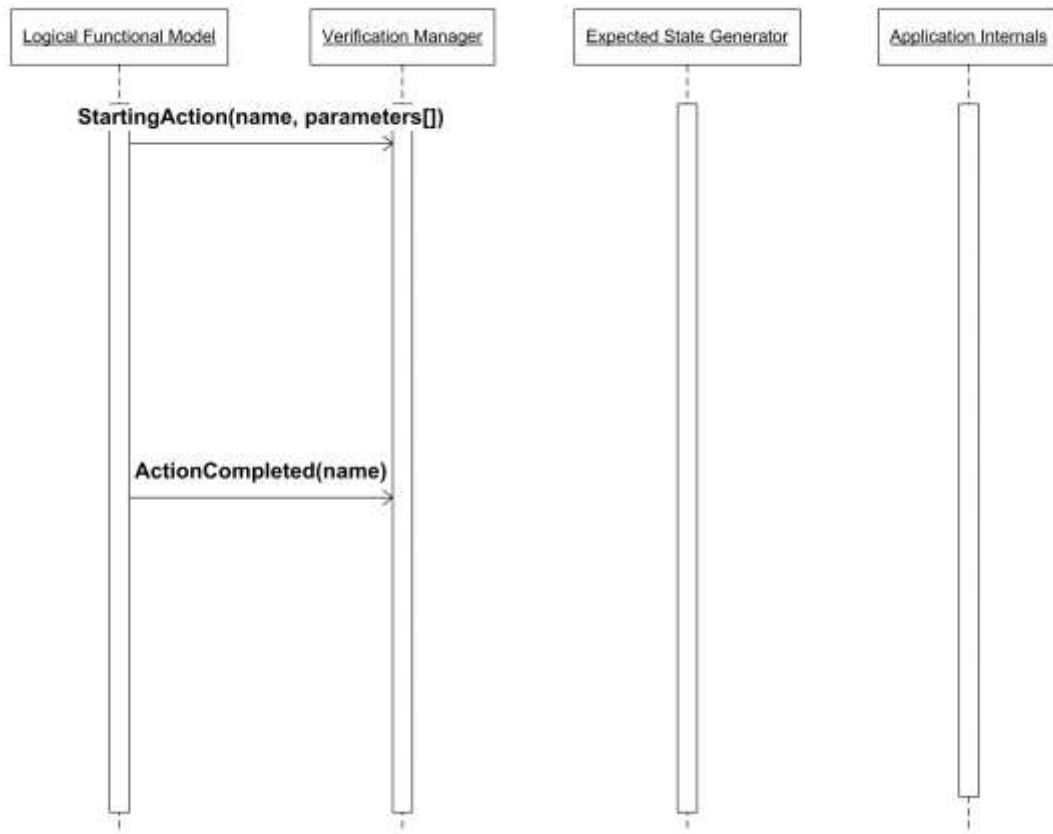 Logical Functional Model
Verification Manager
Expected State Generator
Application Internals
StartingAction(name, parameters[])
ActionCompleted(name)